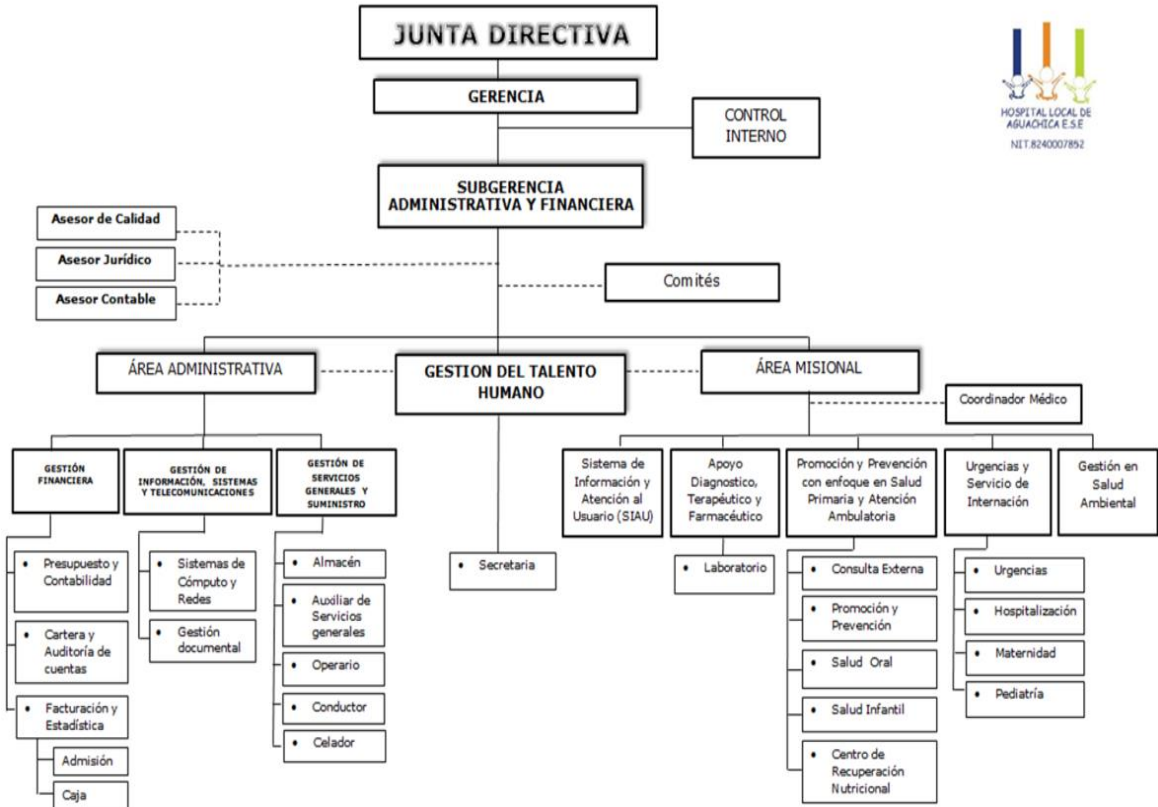 JUNTA DIRECTIVA
GERENCIA
CONTROL
INTERNO
HOSPITAL LOCAL DE
AGUACHICA E.S.E
NIT.8240007852
SUBGERENCIA
ADMINISTRATIVA Y FINANCIERA
Asesor de Calidad
Asesor Jurídico
Asesor Contable
Comités
ÁREA ADMINISTRATIVA
GESTION DEL TALENTO
HUMANO
ÁREA MISIONAL
Coordinador Médico
GESTIÓN
FINANCIERA
GESTIÓN DE
INFORMACIÓN, SISTEMAS
Y TELECOMUNICACIONES
GESTIÓN DE
SERVICIOS
GENERALES Y
SUMINISTRO
Sistema de
Información y
Atención al
Usuario (SIAU)
Apoyo
Diagnostico,
Terapéutico y
Farmacéutico
Promoción y Prevención
con enfoque en Salud
Primaria y Atención
Ambulatoria
Urgencias y
Servicio de
Internación
Gestión en
Salud
Ambiental
• Presupuesto y
Contabilidad
• Cartera y
Auditoría de
cuentas
• Facturación y
Estadística
Admisión
Caja
• Sistemas de
Cómputo y
Redes
• Gestión
documental
• Almacén
• Auxiliar de
Servicios
generales
• Operario
• Conductor
• Celador
• Secretaria
• Laboratorio
• Consulta Externa
• Promoción y
Prevención
• Salud Oral
• Salud Infantil
• Centro de
Recuperación
Nutricional
• Urgencias
• Hospitalización
• Maternidad
• Pediatría